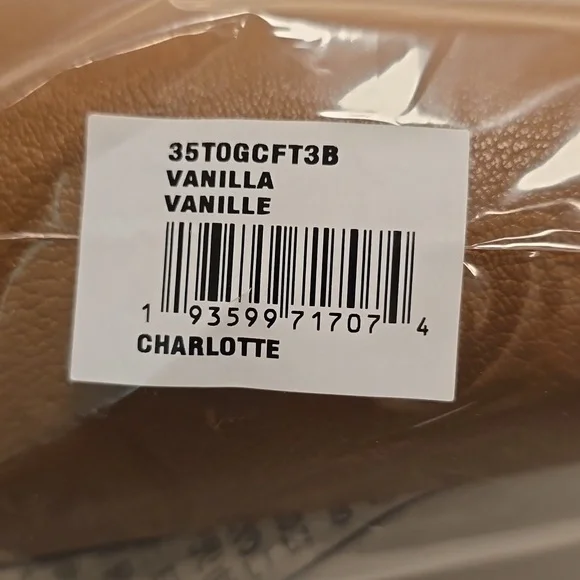 35T0GCFT3B
VANILLA
VANILLE
1 93599 71707 4
CHARLOTTE